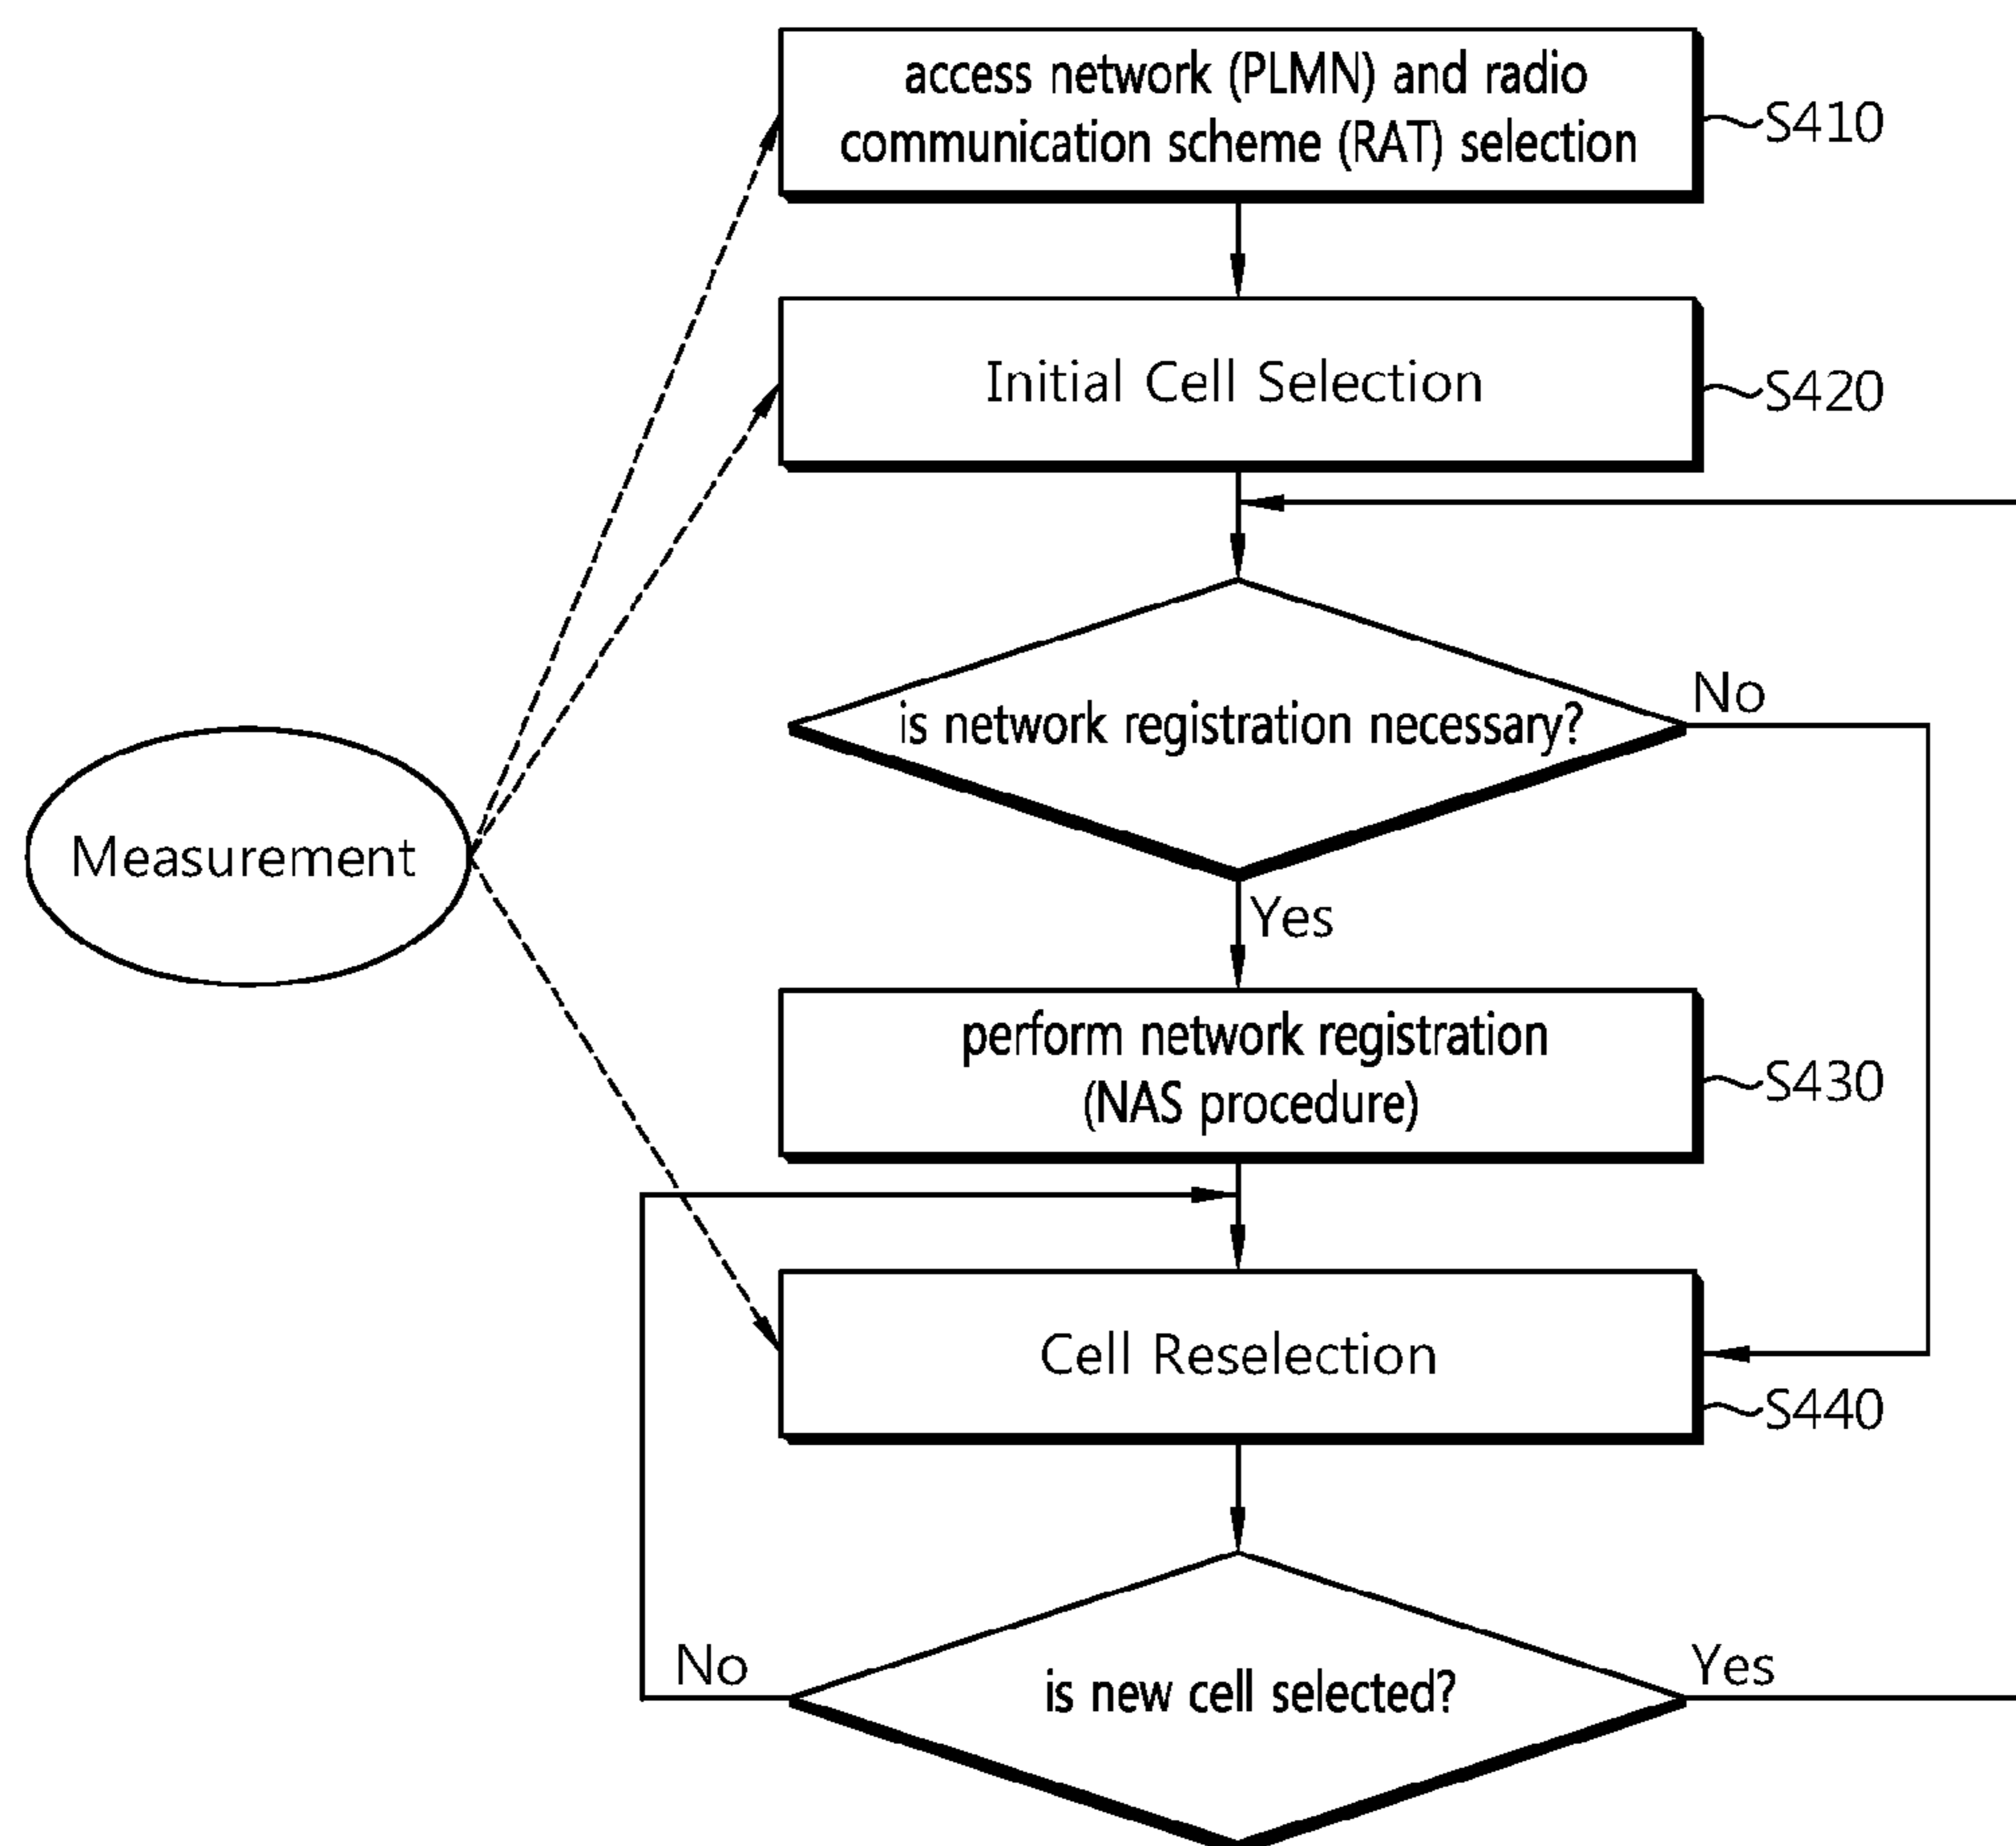 access network (PLMN) and radio
communication scheme (RAT) selection
S410
Initial Cell Selection
S420
is network registration necessary?
No
Measurement
Yes
perform network registration
(NAS procedure)
S430
Cell Reselection
S440
No
is new cell selected?
Yes